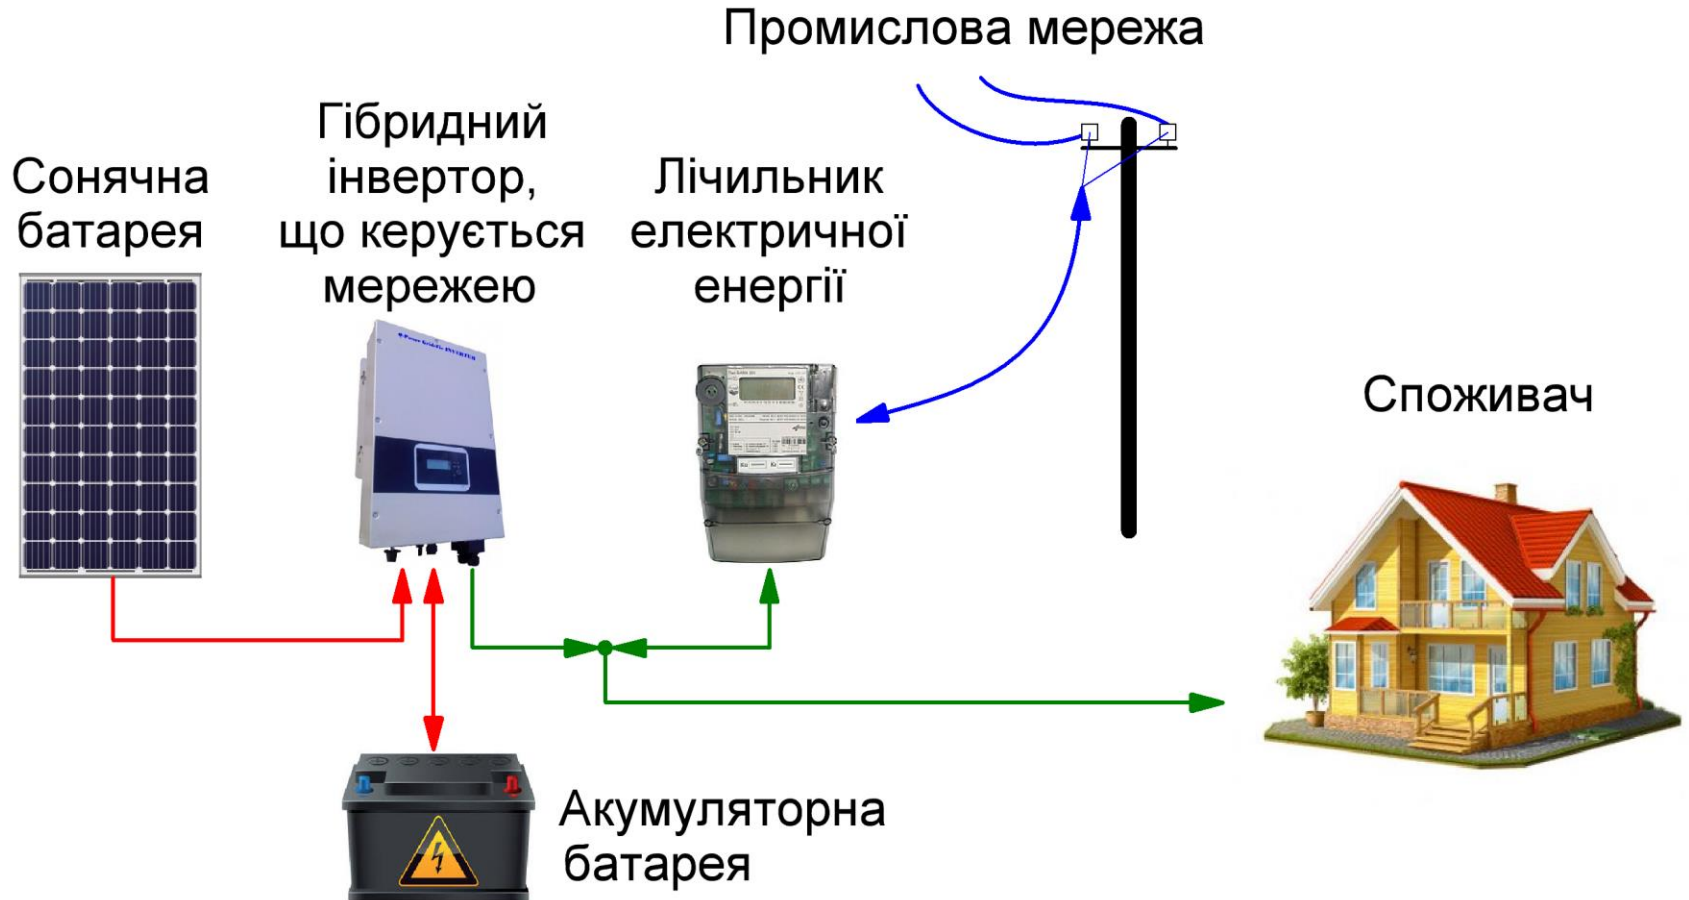 Промислова мережа
Гібридний
інвертор,
що керується
мережею
Сонячна
батарея
Лічильник
електричної
енергії
Споживач
Акумуляторна
батарея